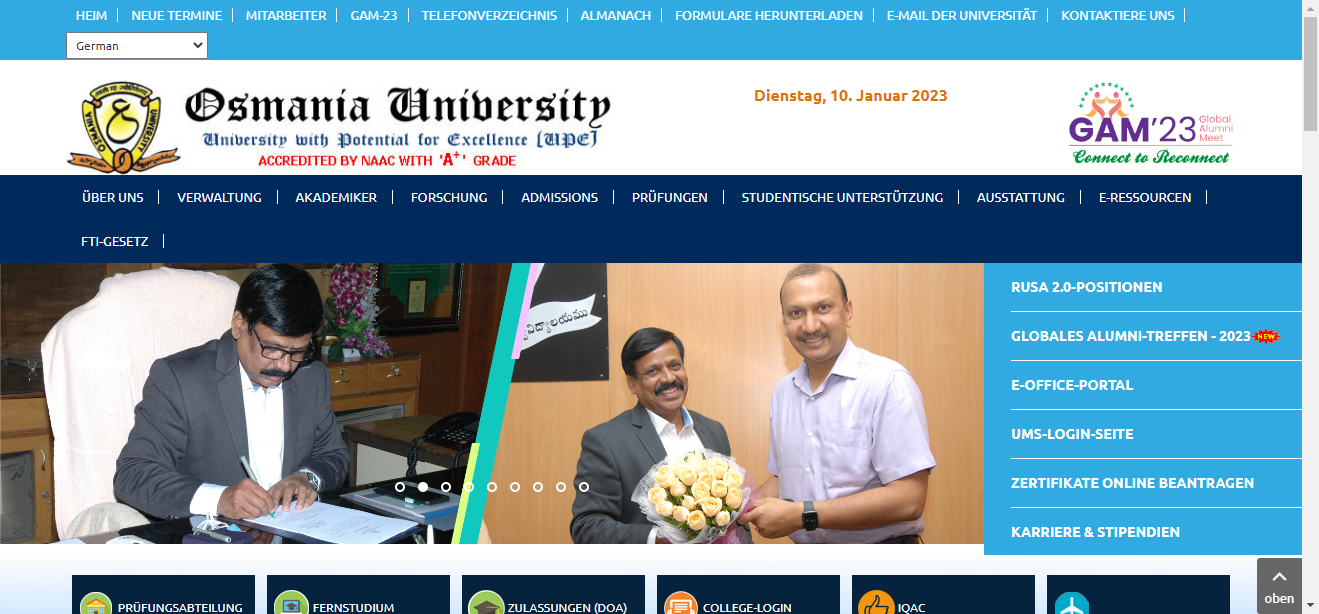 HEIM
NEUE TERMINE
MITARBEITER
GAM-23
TELEFONVERZEICHNIS
ALMANACH
FORMULARE HERUNTERLADEN
E-MAIL DER UNIVERSITÄT
KONTAKTIERE UNS
German
Osmania University
University with Potential for Excellence [UPE]
ACCREDITED BY NAAC WITH 'A+' GRADE
OSMANIA UNIVERSITY
Dienstag, 10. Januar 2023
GAM'23 Global Alumni Meet
Connect to Reconnect
ÜBER UNS
VERWALTUNG
AKADEMIKER
FORSCHUNG
ADMISSIONS
PRÜFUNGEN
STUDENTISCHE UNTERSTÜTZUNG
AUSSTATTUNG
E-RESSOURCEN
FTI-GESETZ
RUSA 2.0-POSITIONEN
GLOBALES ALUMNI-TREFFEN - 2023 NEW
E-OFFICE-PORTAL
UMS-LOGIN-SEITE
ZERTIFIKATE ONLINE BEANTRAGEN
KARRIERE & STIPENDIEN
PRÜFUNGSABTEILUNG
FERNSTUDIUM
ZULASSUNGEN (DOA)
COLLEGE-LOGIN
IQAC
oben